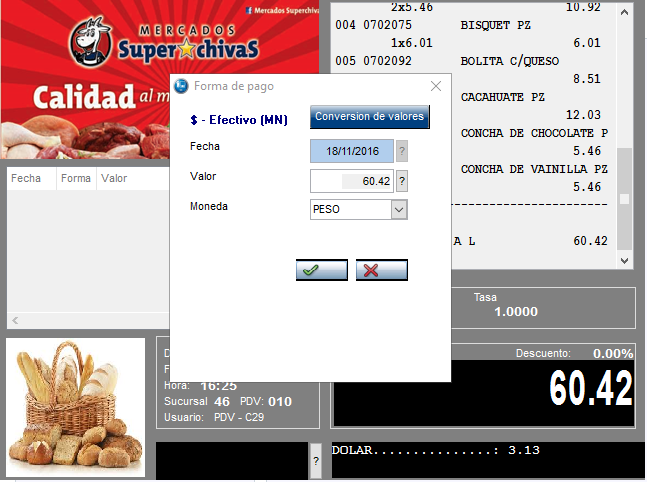 Mercados Superchiva
MERCADOS
SuperchivaS
Calidad al m
2x5.46 10.92
004 0702075 BISQUET PZ
1x6.01 6.01
005 0702092 BOLITA C/QUESO
8.51
CACAHUATE PZ
12.03
CONCHA DE CHOCOLATE P
5.46
CONCHA DE VAINILLA PZ
5.46
A L 60.42
Forma de pago
$ - Efectivo (MN) Conversion de valores
Fecha 18/11/2016 ?
Valor 60.42 ?
Moneda PESO
Fecha Forma Valor
Tasa
1.0000
Hora: 16:25
Sucursal 46 PDV: 010
Usuario: PDV - C29
Descuento: 0.00%
60.42
?
DOLAR...............: 3.13